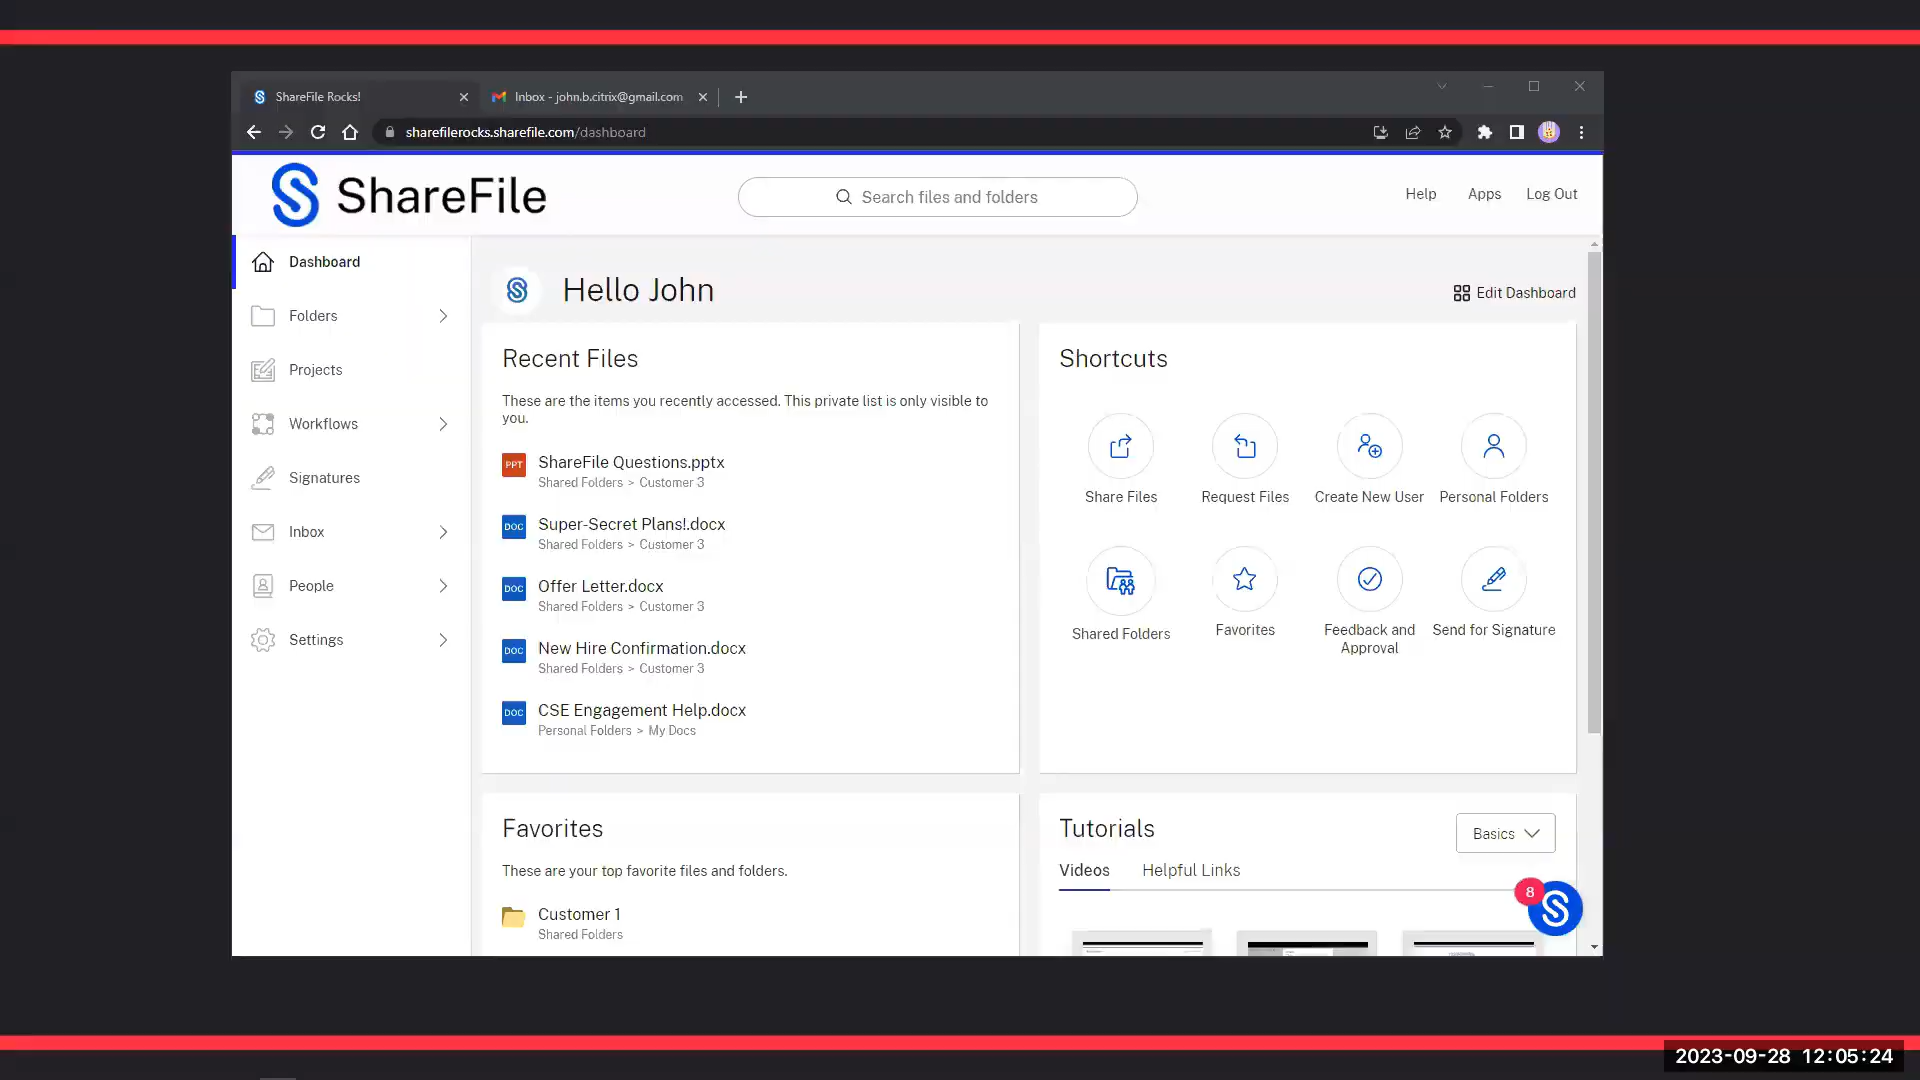 ShareFile Rocks!
Inbox - john.b.citrix@gmail.com
sharefilerocks.sharefile.com/dashboard
ShareFile
Search files and folders
Help
Apps
Log Out
Dashboard
Folders
Projects
Workflows
Signatures
Inbox
People
Settings
Hello John
Edit Dashboard
Recent Files
These are the items you recently accessed. This private list is only visible to
you.
PPT
ShareFile Questions.pptx
Shared Folders > Customer 3
DOC
Super-Secret Plans!.docx
Shared Folders > Customer 3
DOC
Offer Letter.docx
Shared Folders > Customer 3
DOC
New Hire Confirmation.docx
Shared Folders > Customer 3
DOC
CSE Engagement Help.docx
Personal Folders > My Docs
Shortcuts
Share Files
Request Files
Create New User
Personal Folders
Shared Folders
Favorites
Feedback and
Approval
Send for Signature
Favorites
These are your top favorite files and folders.
Customer 1
Shared Folders
Tutorials
Basics
Videos
Helpful Links
8
2023-09-28 12:05:24